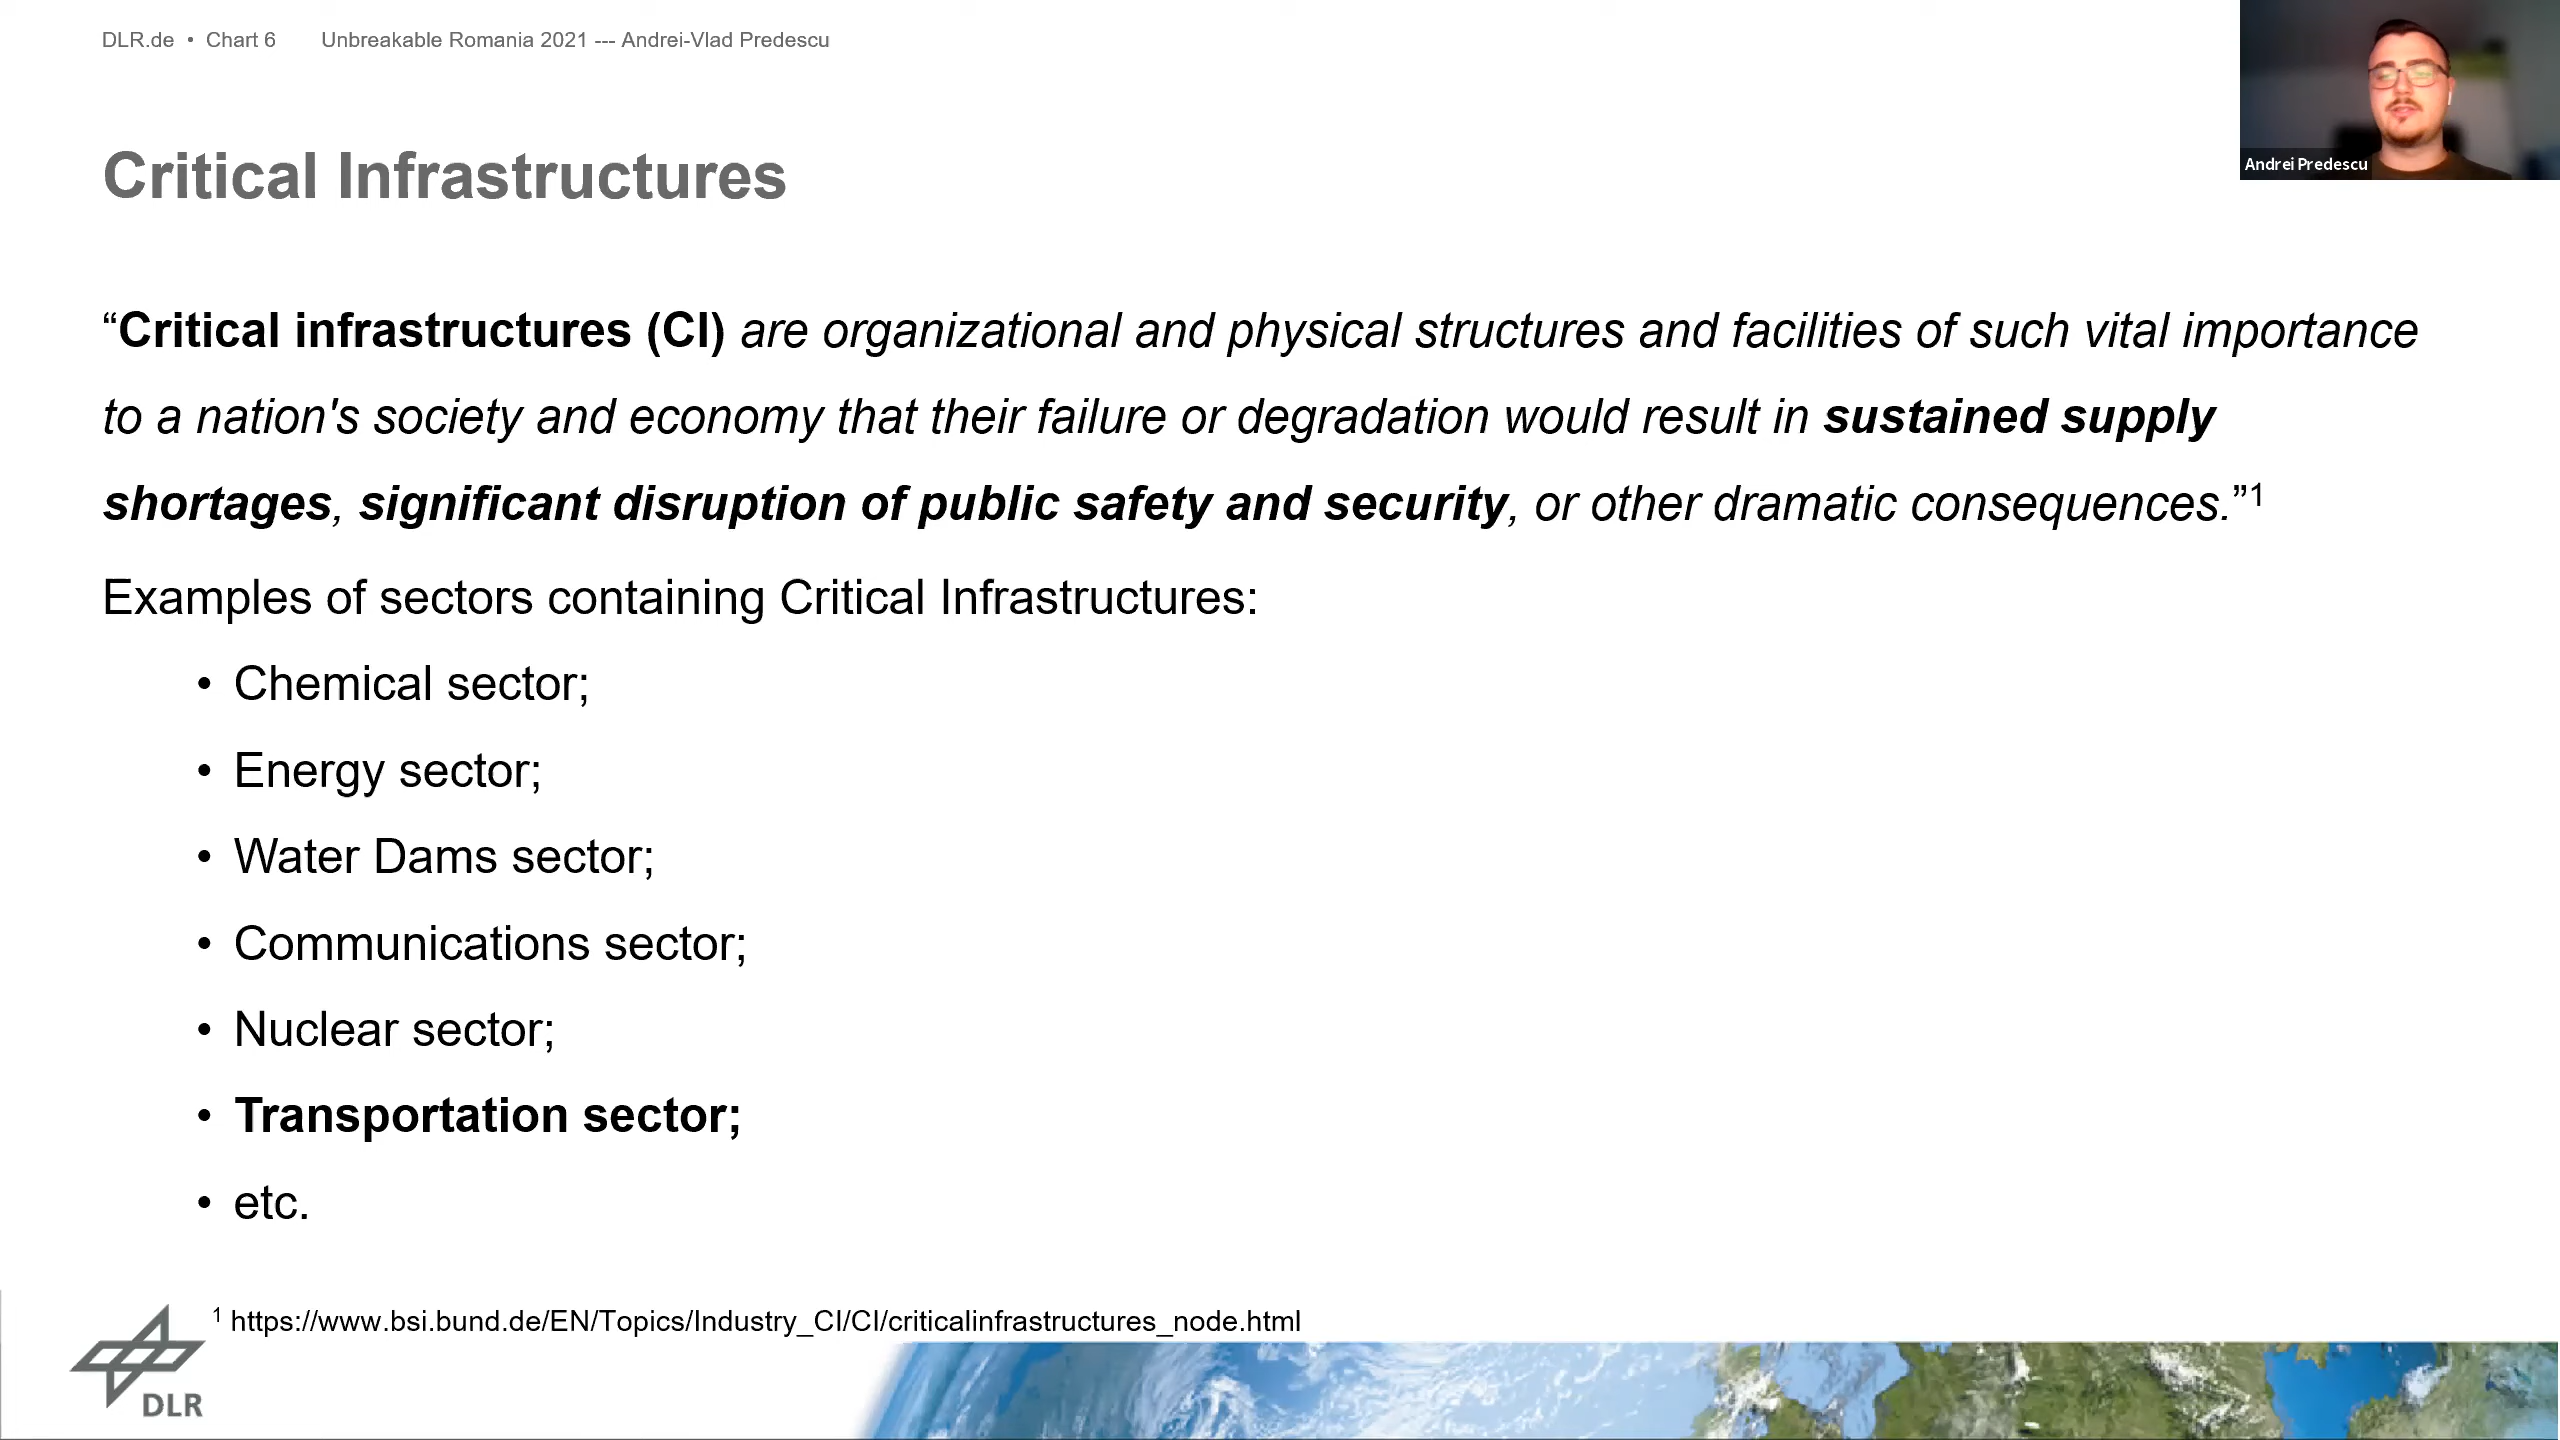 DLR.de • Chart 6 Unbreakable Romania 2021 --- Andrei-Vlad Predescu
Andrei Predescu
Critical Infrastructures
“Critical infrastructures (CI) are organizational and physical structures and facilities of such vital importance
to a nation's society and economy that their failure or degradation would result in sustained supply
shortages, significant disruption of public safety and security, or other dramatic consequences.”¹
Examples of sectors containing Critical Infrastructures:
• Chemical sector;
• Energy sector;
• Water Dams sector;
• Communications sector;
• Nuclear sector;
• Transportation sector;
• etc.
¹ https://www.bsi.bund.de/EN/Topics/Industry_CI/CI/criticalinfrastructures_node.html
DLR